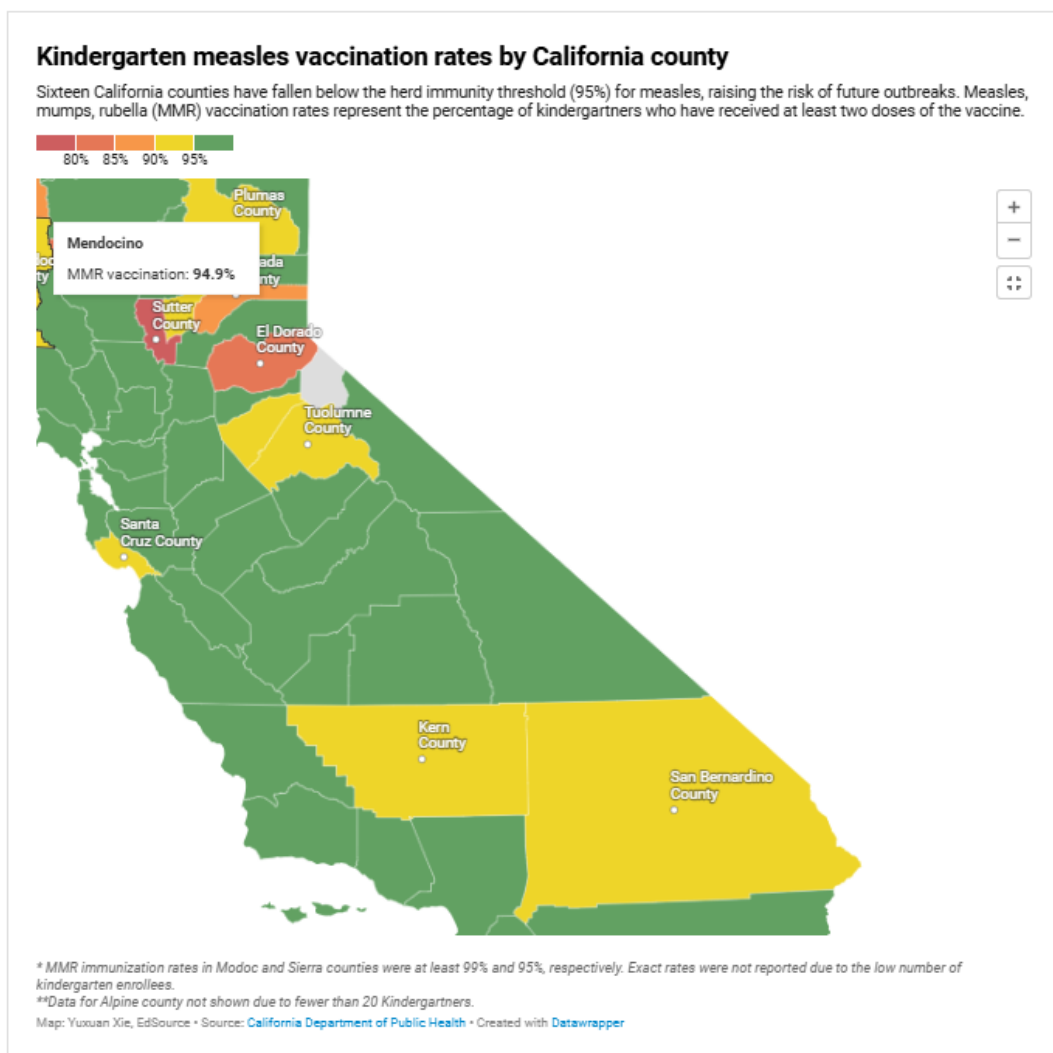 Kindergarten measles vaccination rates by California county
Sixteen California counties have fallen below the herd immunity threshold (95%) for measles, raising the risk of future outbreaks. Measles,
mumps, rubella (MMR) vaccination rates represent the percentage of kindergartners who have received at least two doses of the vaccine.
80% 85% 90% 95%
Plumas
County
Mendocino
MMR vaccination: 94.9%
Sutter
County
El Dorado
County
Tuolumne
County
Santa
Cruz County
Kern
County
San Bernardino
County
+
−
* MMR immunization rates in Modoc and Sierra counties were at least 99% and 95%, respectively. Exact rates were not reported due to the low number of
kindergarten enrollees.
**Data for Alpine county not shown due to fewer than 20 Kindergartners.
Map: Yuxuan Xie, EdSource • Source: California Department of Public Health • Created with Datawrapper